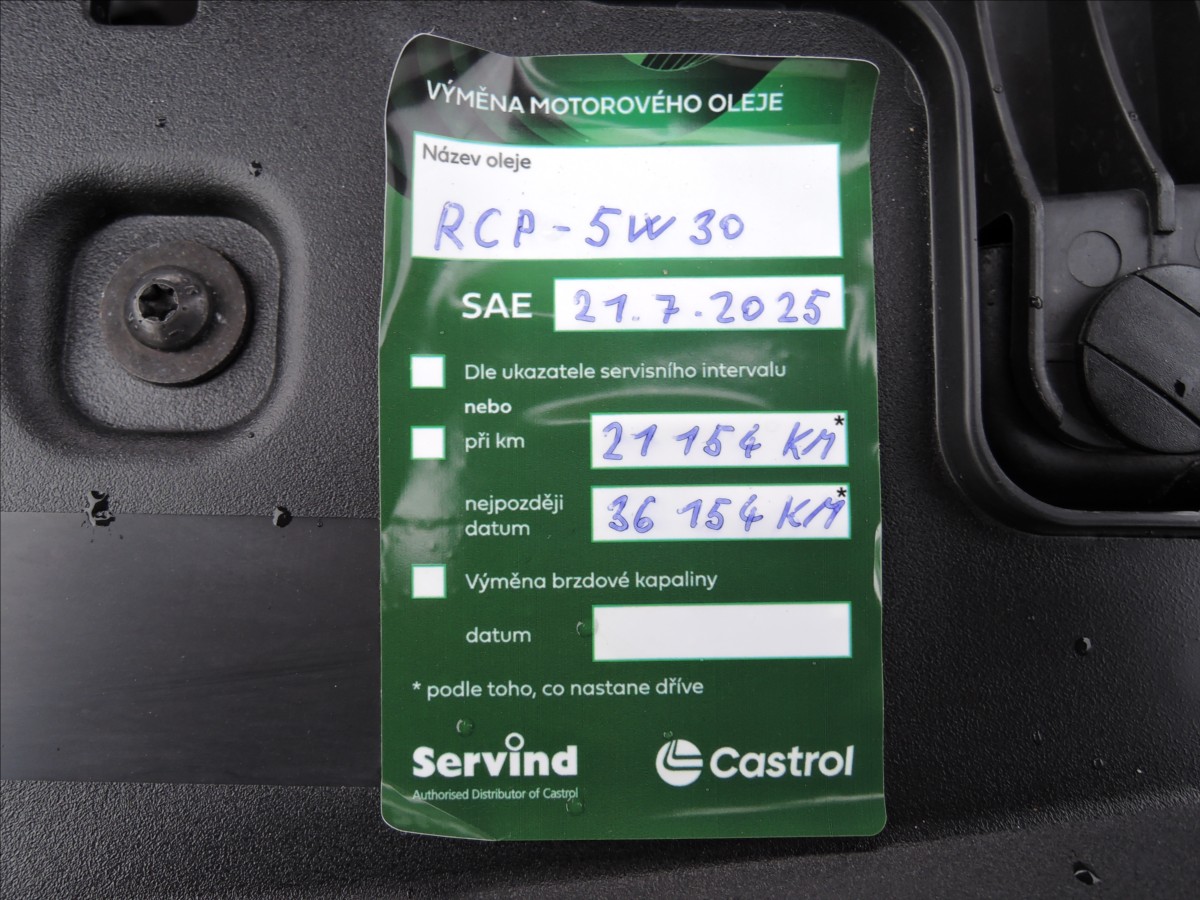 VÝMĚNA MOTOROVÉHO OLEJE
Název oleje
RCP - 5W30
SAE 21.7.2025
Dle ukazatele servisního intervalu
nebo
při km 21 154 KM*
nejpozději
datum 36 154 KM*
Výměna brzdové kapaliny
datum
* podle toho, co nastane dříve
Servind Castrol
Authorised Distributor of Castrol